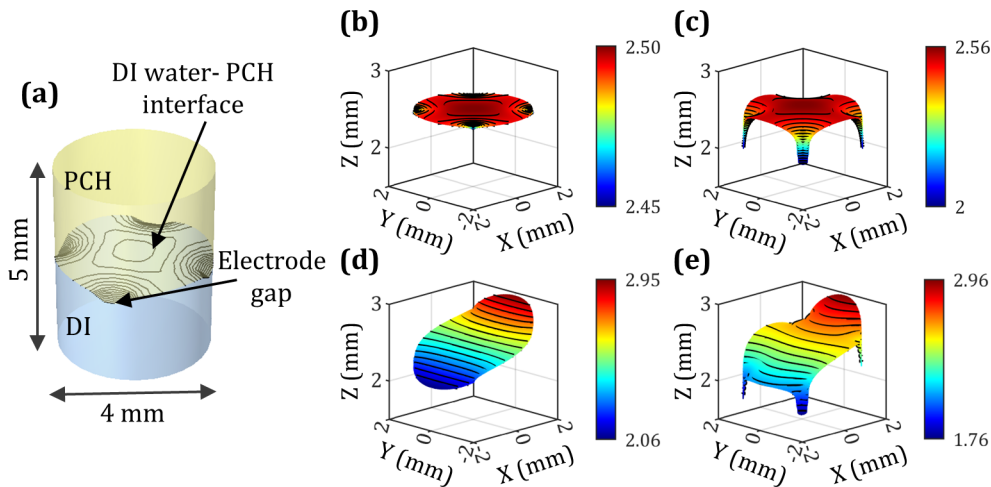 (a)
DI water- PCH
interface
PCH
5 mm
Electrode
gap
DI
4 mm
(b)
3
Z (mm)
2
2
0
-2
Y (mm)
-2
0
2
X (mm)
2.50
2.45
(c)
3
Z (mm)
2
2
0
-2
Y (mm)
-2
0
2
X (mm)
2.56
2
(d)
3
Z (mm)
2
2
0
-2
Y (mm)
-2
0
2
X (mm)
2.95
2.06
(e)
3
Z (mm)
2
2
0
-2
Y (mm)
-2
0
2
X (mm)
2.96
1.76